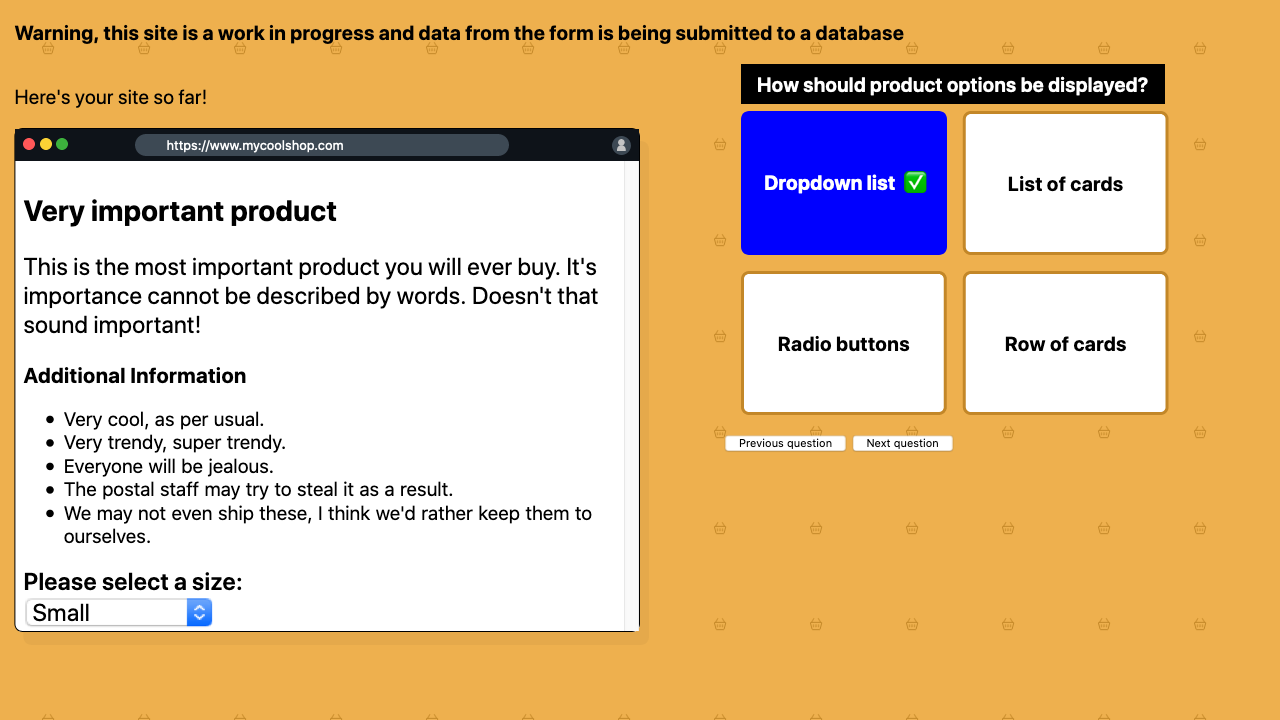 Warning, this site is a work in progress and data from the form is being submitted to a database
Here's your site so far!
https://www.mycoolshop.com
Very important product
This is the most important product you will ever buy. It's
importance cannot be described by words. Doesn't that
sound important!
Additional Information
Very cool, as per usual.
Very trendy, super trendy.
Everyone will be jealous.
The postal staff may try to steal it as a result.
We may not even ship these, I think we'd rather keep them to
ourselves.
Please select a size:
Small
How should product options be displayed?
Dropdown list ✅
List of cards
Radio buttons
Row of cards
Previous question
Next question